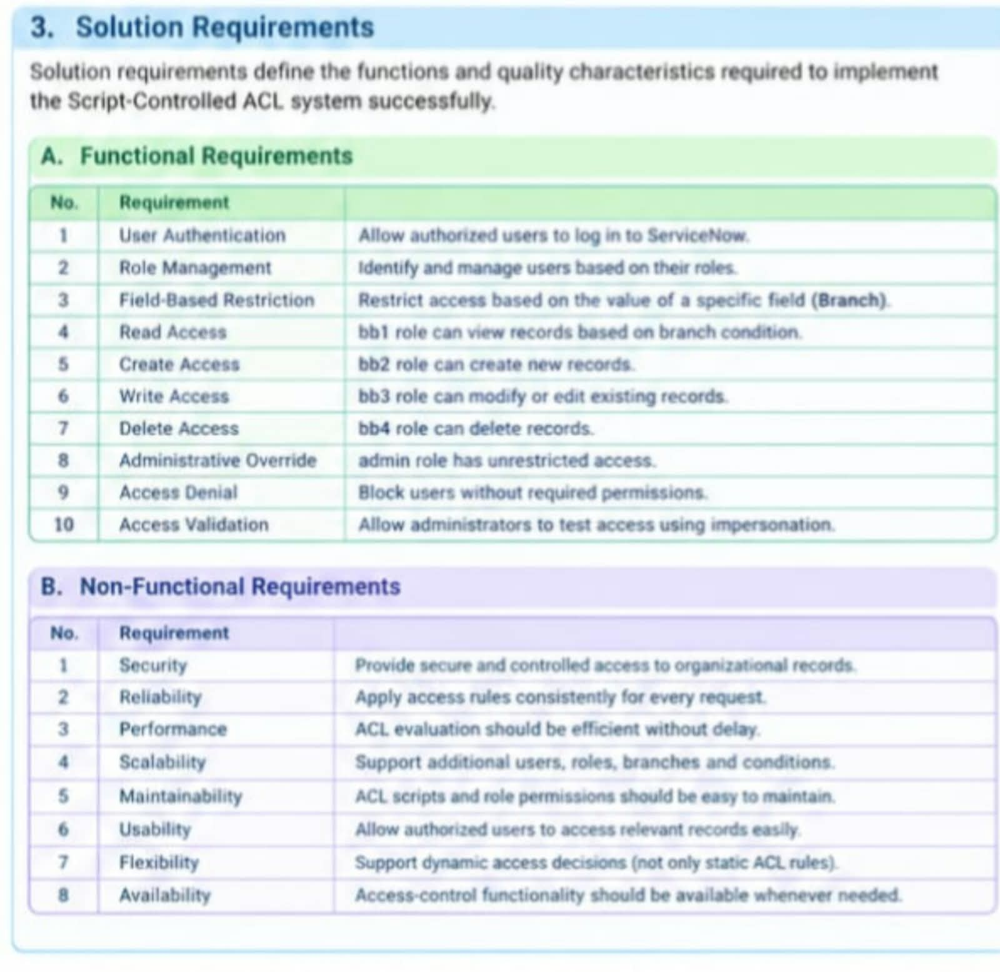 3. Solution Requirements
Solution requirements define the functions and quality characteristics required to implement
the Script-Controlled ACL system successfully.
A. Functional Requirements
No. Requirement
1 User Authentication Allow authorized users to log in to ServiceNow.
2 Role Management Identify and manage users based on their roles.
3 Field-Based Restriction Restrict access based on the value of a specific field (Branch).
4 Read Access bb1 role can view records based on branch condition.
5 Create Access bb2 role can create new records.
6 Write Access bb3 role can modify or edit existing records.
7 Delete Access bb4 role can delete records.
8 Administrative Override admin role has unrestricted access.
9 Access Denial Block users without required permissions.
10 Access Validation Allow administrators to test access using impersonation.
B. Non-Functional Requirements
No. Requirement
1 Security Provide secure and controlled access to organizational records.
2 Reliability Apply access rules consistently for every request.
3 Performance ACL evaluation should be efficient without delay.
4 Scalability Support additional users, roles, branches and conditions.
5 Maintainability ACL scripts and role permissions should be easy to maintain.
6 Usability Allow authorized users to access relevant records easily.
7 Flexibility Support dynamic access decisions (not only static ACL rules).
8 Availability Access-control functionality should be available whenever needed.